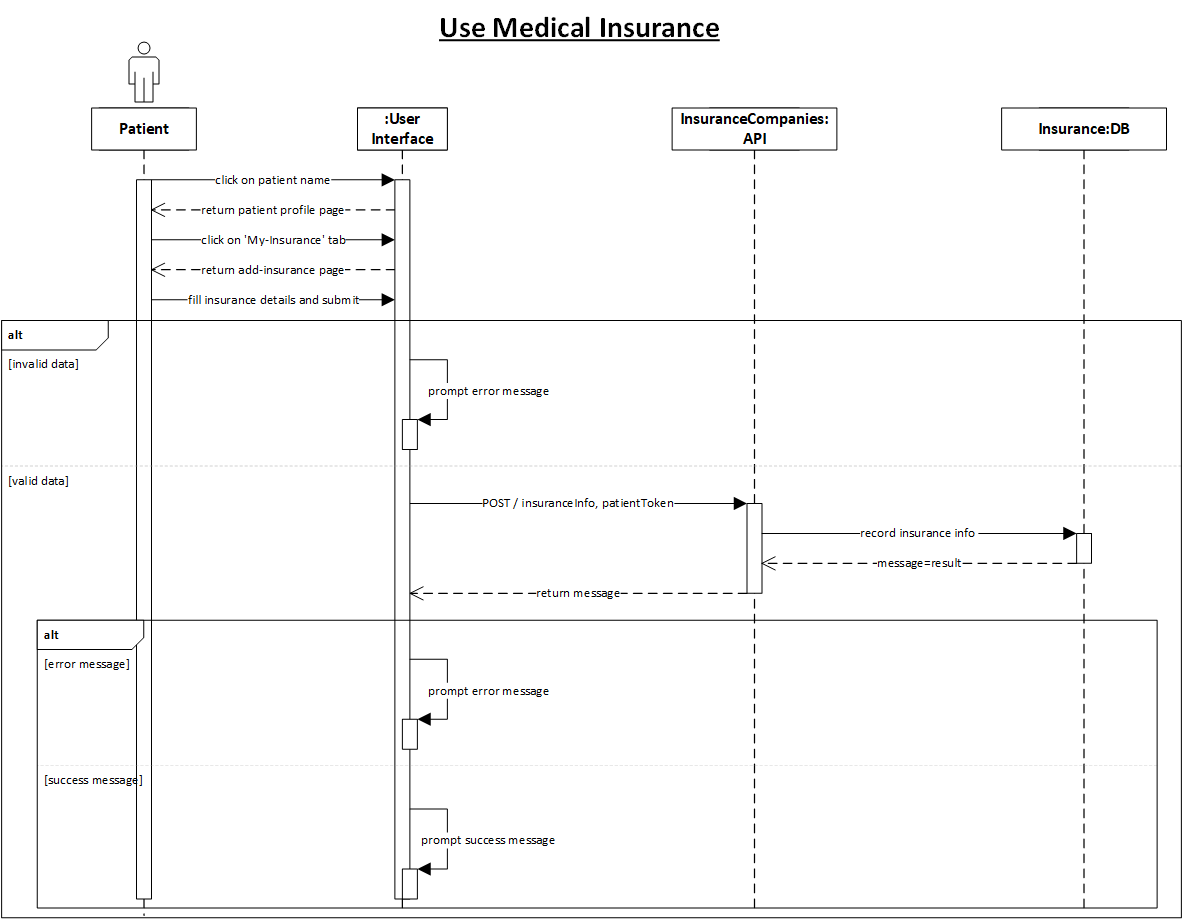 Use Medical Insurance
Patient
:User
Interface
InsuranceCompanies:
API
Insurance:DB
click on patient name
return patient profile page
click on 'My-Insurance' tab
return add-insurance page
fill insurance details and submit
alt
[invalid data]
prompt error message
[valid data]
POST / insuranceInfo, patientToken
record insurance info
message=result
return message
alt
[error message]
prompt error message
[success message]
prompt success message